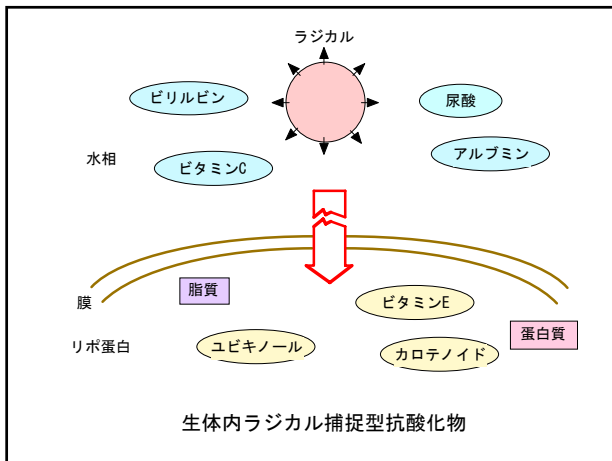 ラジカル
ビリルビン
尿酸
水相
ビタミンC
アルブミン
脂質
膜
ビタミンE
蛋白質
リポ蛋白
ユビキノール
カロテノイド
生体内ラジカル捕捉型抗酸化物